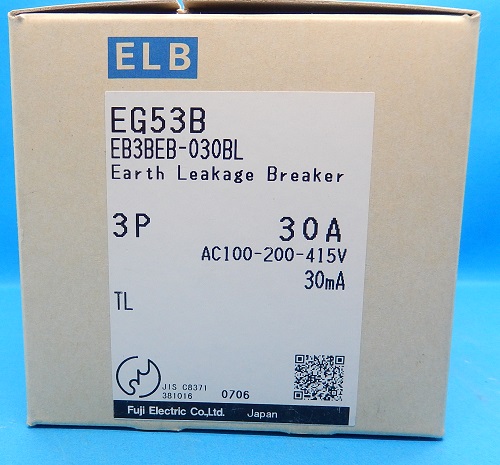 ELB
EG53B
EB3BEB-030BL
Earth Leakage Breaker
3P 30A
AC100-200-415V
30mA
TL
JIS C8371
381016 0706
Fuji Electric Co.,Ltd. Japan